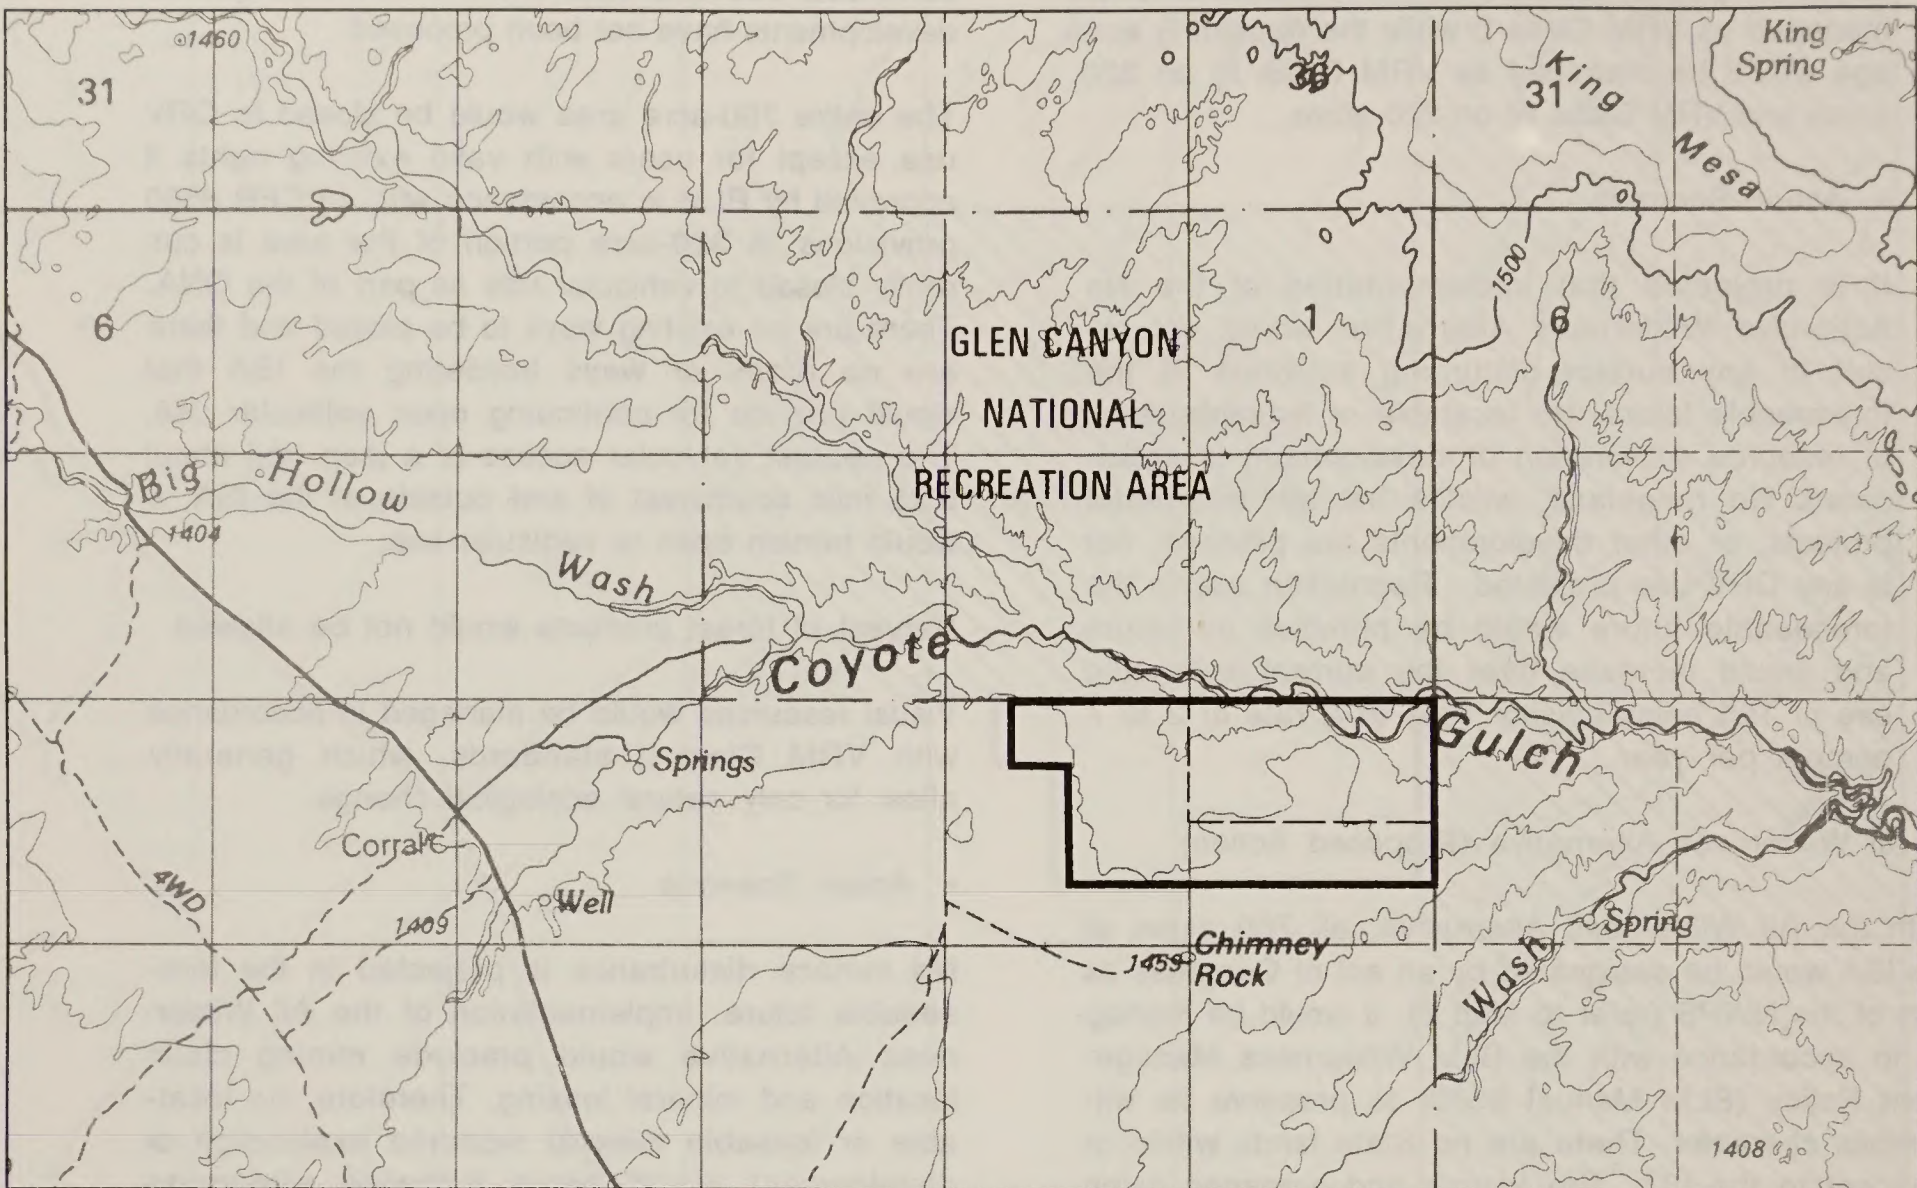 1460
31
36
31
King
Spring
King
Mesa
1500
6
1
6
GLEN CANYON
NATIONAL
RECREATION AREA
Big Hollow
Wash
1404
Coyote
Gulch
Springs
Corral
4WD
1409
Well
Spring
Wash
1459
Chimney
Rock
1408